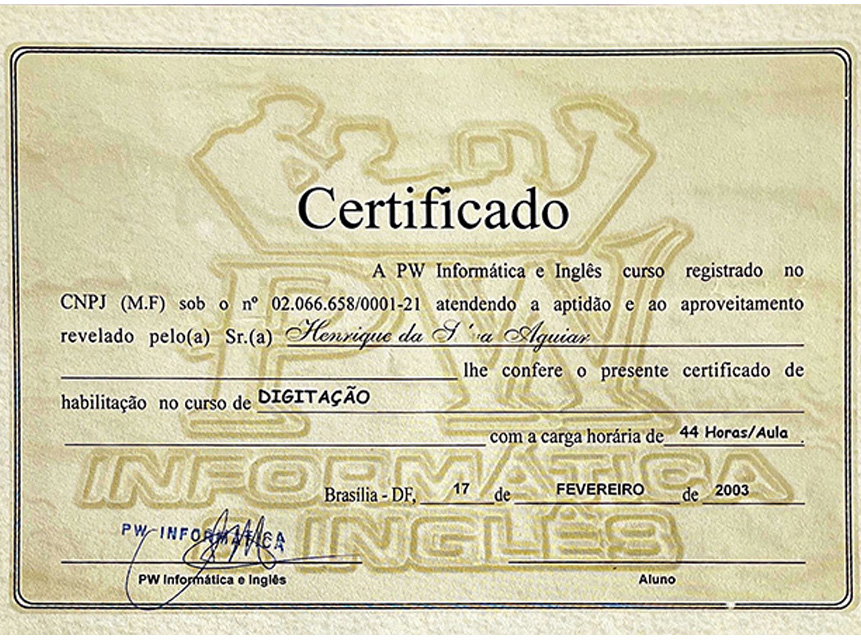 Certificado
A PW Informática e Inglês curso registrado no
CNPJ (M.F) sob o nº 02.066.658/0001-21 atendendo a aptidão e ao aproveitamento
revelado pelo(a) Sr.(a) Henrique da Aguiar
lhe confere o presente certificado de
habilitação no curso de DIGITAÇÃO
com a carga horária de 44 Horas/Aula .
Brasília - DF, 17 de FEVEREIRO de 2003
PW INFORMÁTICA
PW Informática e Inglês Aluno
PW
INFORMÁTICA
INGLÊS